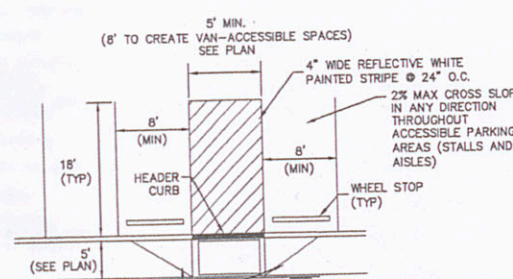 5' MIN.
(8' TO CREATE VAN-ACCESSIBLE SPACES)
SEE PLAN
4" WIDE REFLECTIVE WHITE
PAINTED STRIPE @ 24" O.C.
2% MAX CROSS SLOP
IN ANY DIRECTION
THROUGHOUT
ACCESSIBLE PARKING
AREAS (STALLS AND
AISLES)
8'
(MIN)
8'
(MIN)
18'
(TYP)
HEADER
CURB
WHEEL STOP
(TYP)
5'
(SEE PLAN)